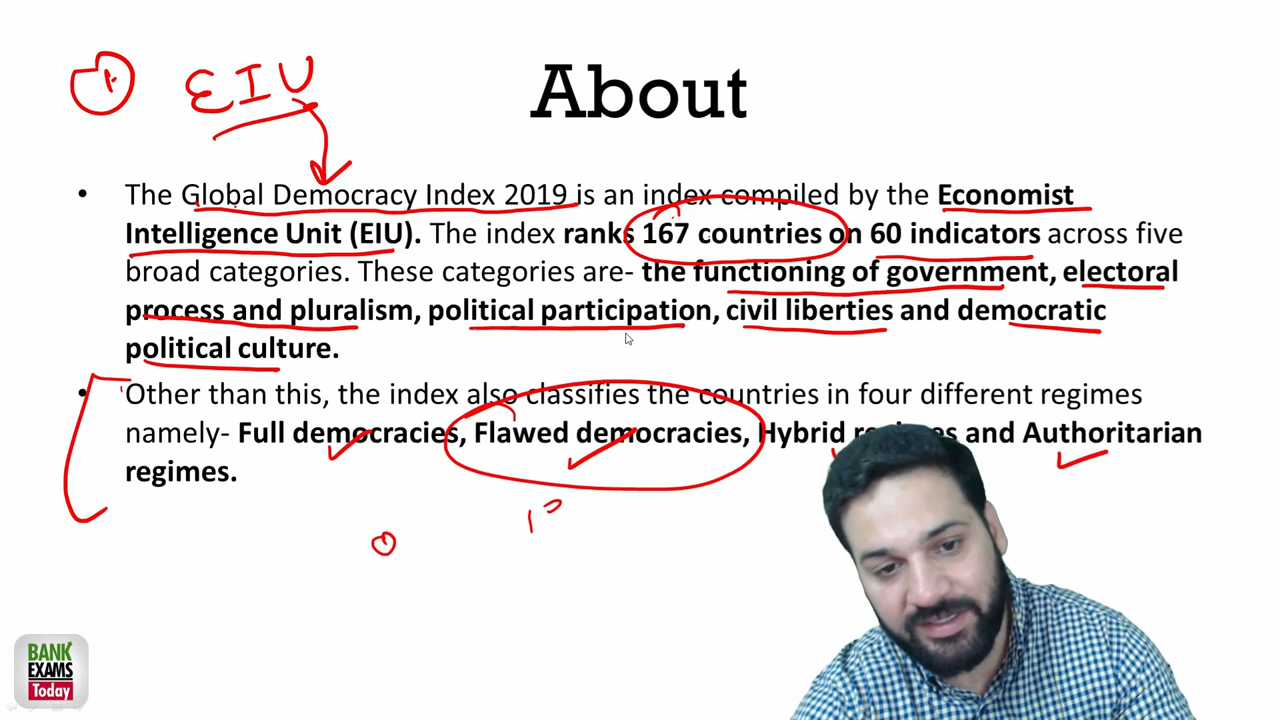 EIU
About
• The Global Democracy Index 2019 is an index compiled by the Economist
Intelligence Unit (EIU). The index ranks 167 countries on 60 indicators across five
broad categories. These categories are- the functioning of government, electoral
process and pluralism, political participation, civil liberties and democratic
political culture.
• Other than this, the index also classifies the countries in four different regimes
namely- Full democracies, Flawed democracies, Hybrid regimes and Authoritarian
regimes.
BANK
EXAMS
Today